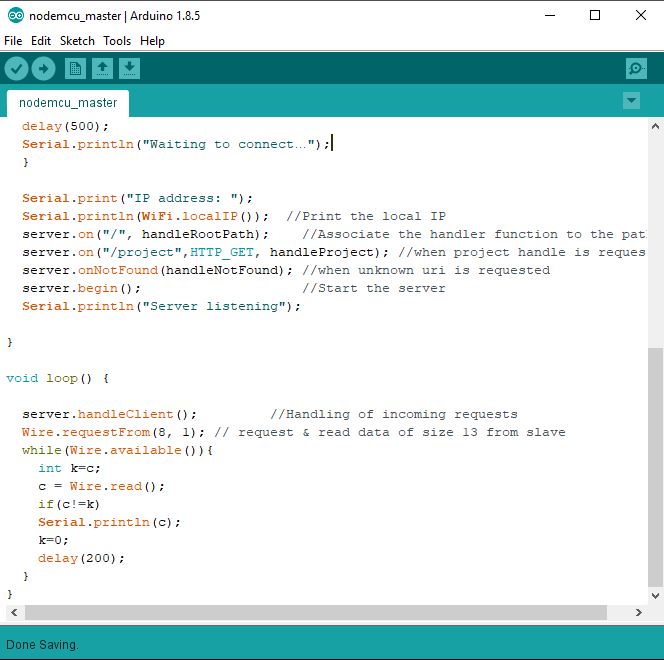 nodemcu_master | Arduino 1.8.5
File Edit Sketch Tools Help
nodemcu_master
delay(500);
Serial.println("Waiting to connect…");
}
Serial.print("IP address: ");
Serial.println(WiFi.localIP());  //Print the local IP
server.on("/", handleRootPath);    //Associate the handler function to the pat
server.on("/project",HTTP_GET, handleProject); //when project handle is reques
server.onNotFound(handleNotFound); //when unknown uri is requested
server.begin();                    //Start the server
Serial.println("Server listening");
}
void loop() {
server.handleClient();         //Handling of incoming requests
Wire.requestFrom(8, 1); // request & read data of size 13 from slave
while(Wire.available()){
int k=c;
c = Wire.read();
if(c!=k)
Serial.println(c);
k=0;
delay(200);
}
}
Done Saving.